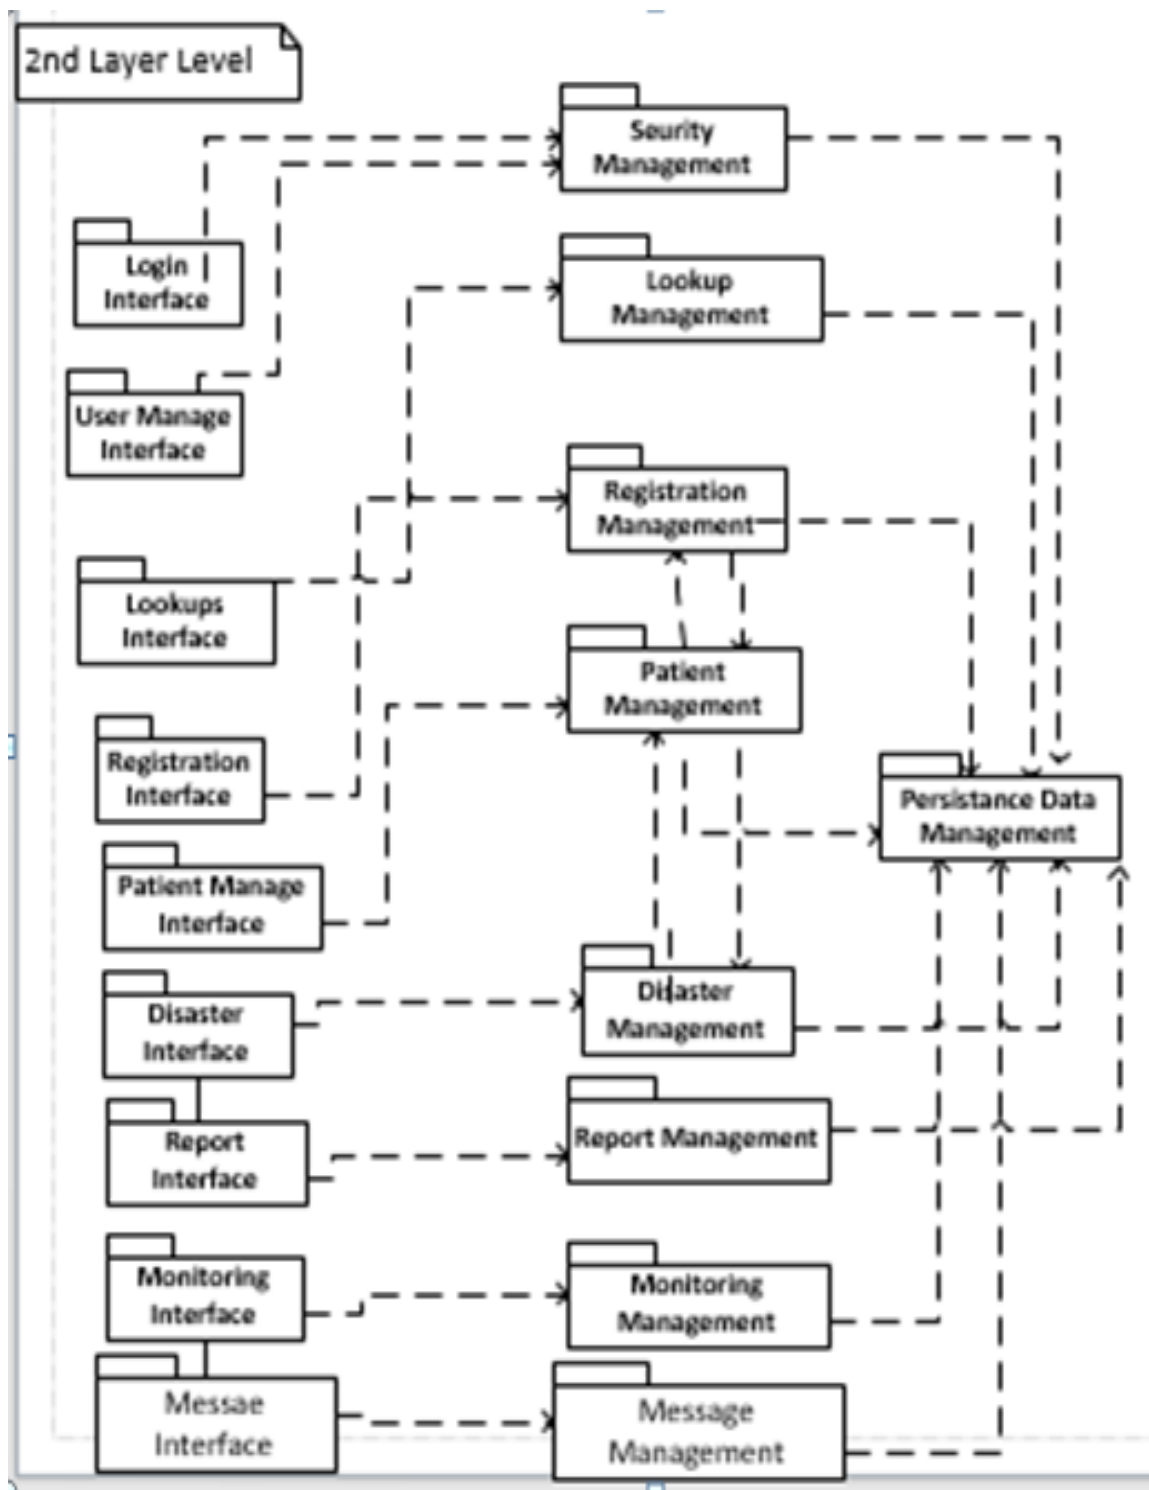 2nd Layer Level
Seurity
Management
Login
Interface
Lookup
Management
User Manage
Interface
Registration
Management
Lookups
Interface
Patient
Management
Registration
Interface
Persistance Data
Management
Patient Manage
Interface
Disaster
Management
Disaster
Interface
Report
Interface
Report Management
Monitoring
Interface
Monitoring
Management
Messae
Interface
Message
Management